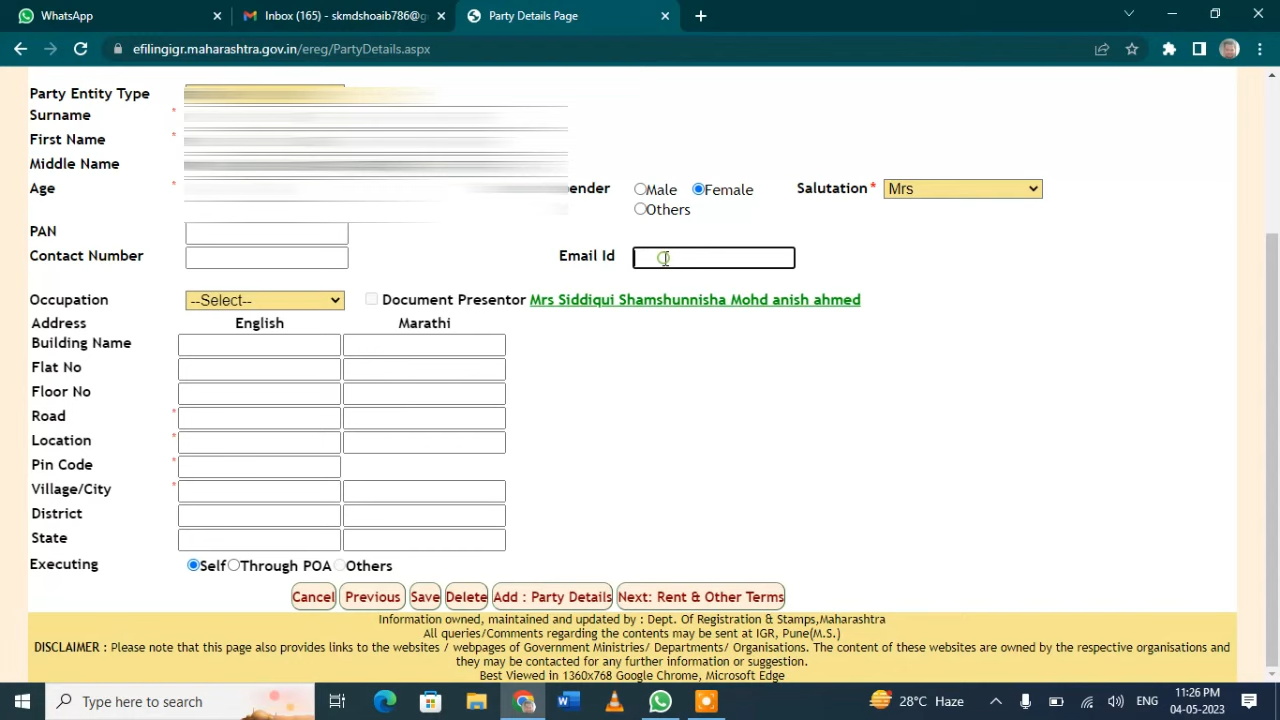 WhatsApp
Inbox (165) - skmdshoaib786@g
Party Details Page
efilingigr.maharashtra.gov.in/ereg/PartyDetails.aspx
Party Entity Type
Surname *
First Name *
Middle Name
Age * ender Male Female Salutation * Mrs
Others
PAN
Contact Number Email Id
Occupation --Select-- Document Presentor Mrs Siddiqui Shamshunnisha Mohd anish ahmed
Address English Marathi
Building Name
Flat No
Floor No
Road *
Location *
Pin Code *
Village/City *
District
State
Executing Self Through POA Others
Cancel Previous Save Delete Add : Party Details Next: Rent & Other Terms
Information owned, maintained and updated by : Dept. Of Registration & Stamps,Maharashtra
All queries/Comments regarding the contents may be sent at IGR, Pune(M.S.)
DISCLAIMER : Please note that this page also provides links to the websites / webpages of Government Ministries/ Departments/ Organisations. The content of these websites are owned by the respective organisations and
they may be contacted for any further information or suggestion.
Best Viewed in 1360x768 Google Chrome, Microsoft Edge
Type here to search 28°C Haze ENG 11:26 PM
04-05-2023